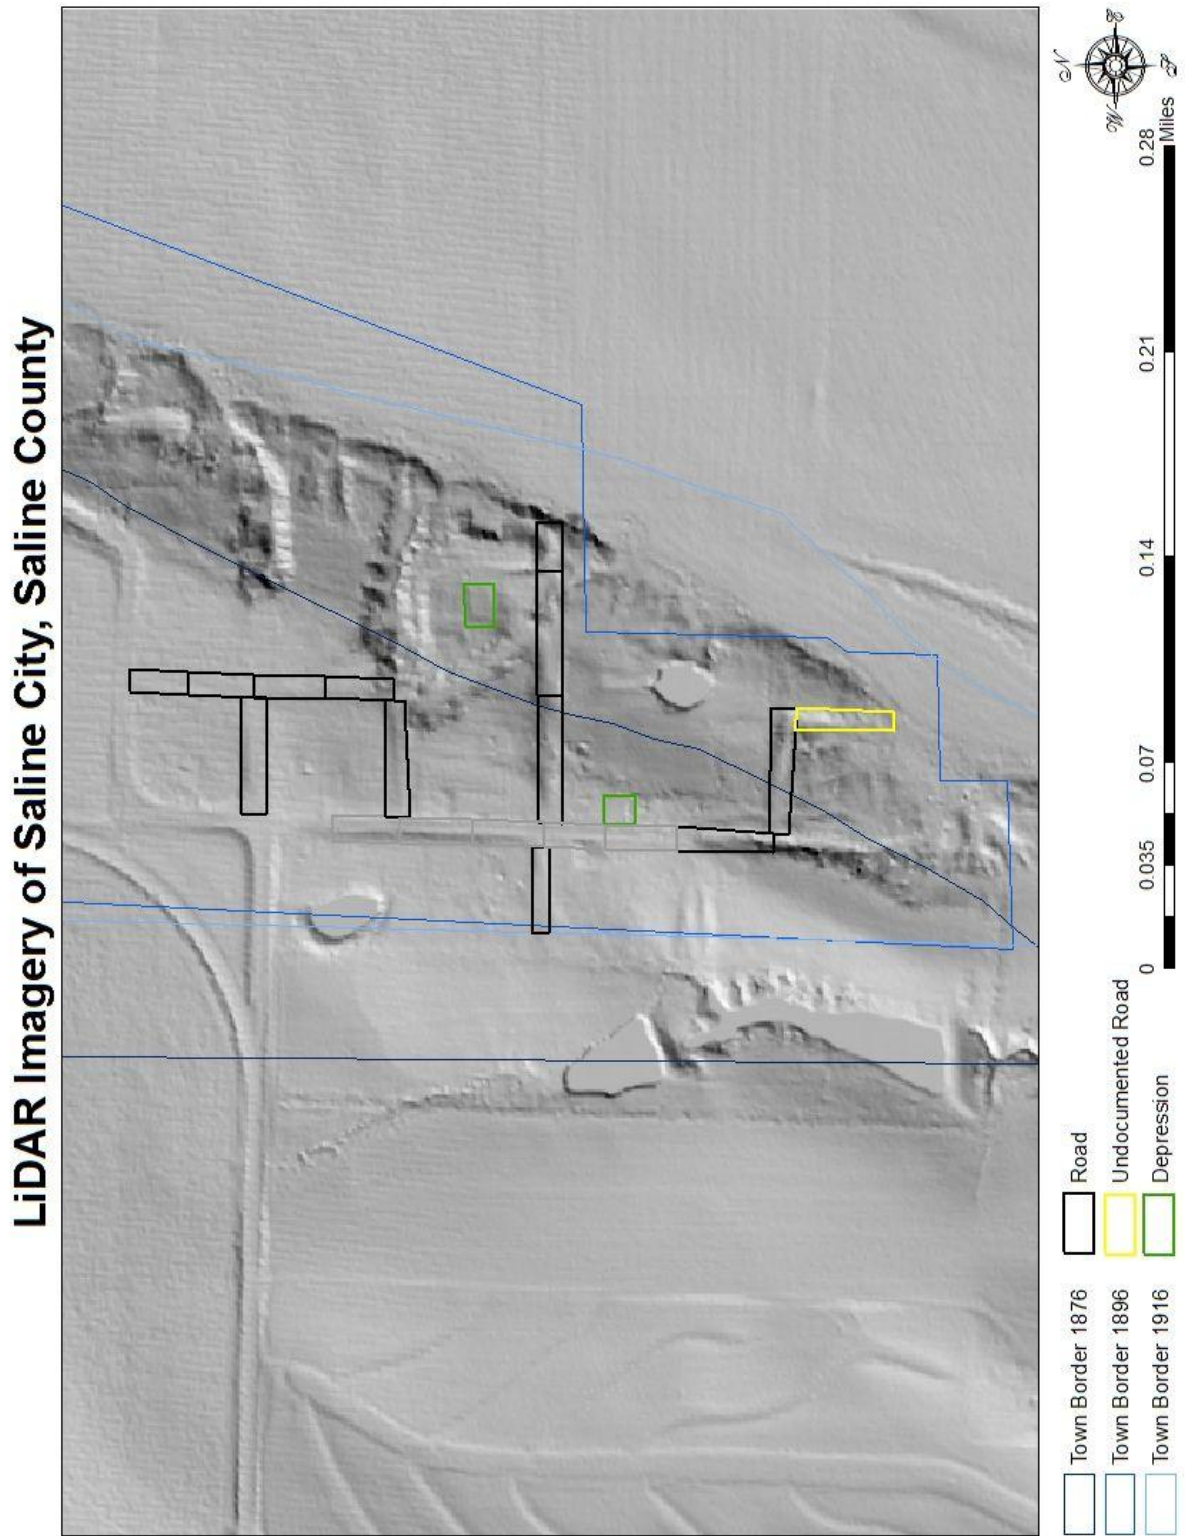 LiDAR Imagery of Saline City, Saline County
Town Border 1876
Town Border 1896
Town Border 1916
Road
Undocumented Road
Depression
0 0.035 0.07 0.14 0.21 0.28
Miles
N
W E
S